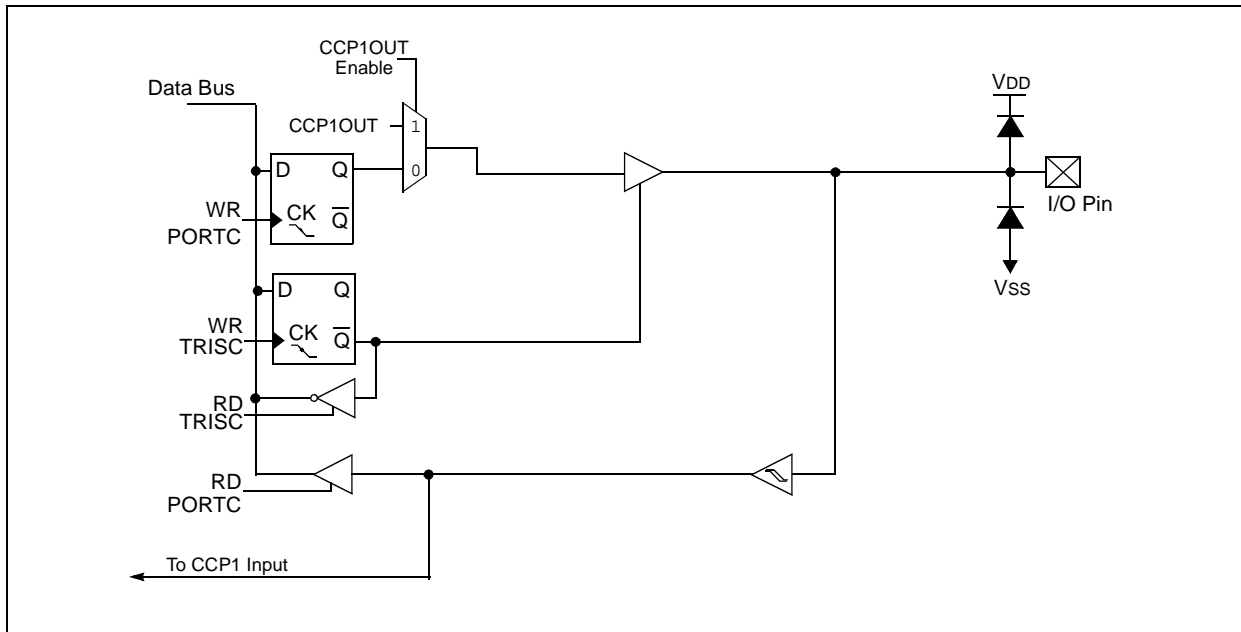 CCP1OUT
Enable
Data Bus
VDD
CCP1OUT
1
D
Q
0
I/O Pin
WR
PORTC
CK
Q̅
VSS
D
Q
WR
TRISC
CK
Q̅
RD
TRISC
RD
PORTC
To CCP1 Input